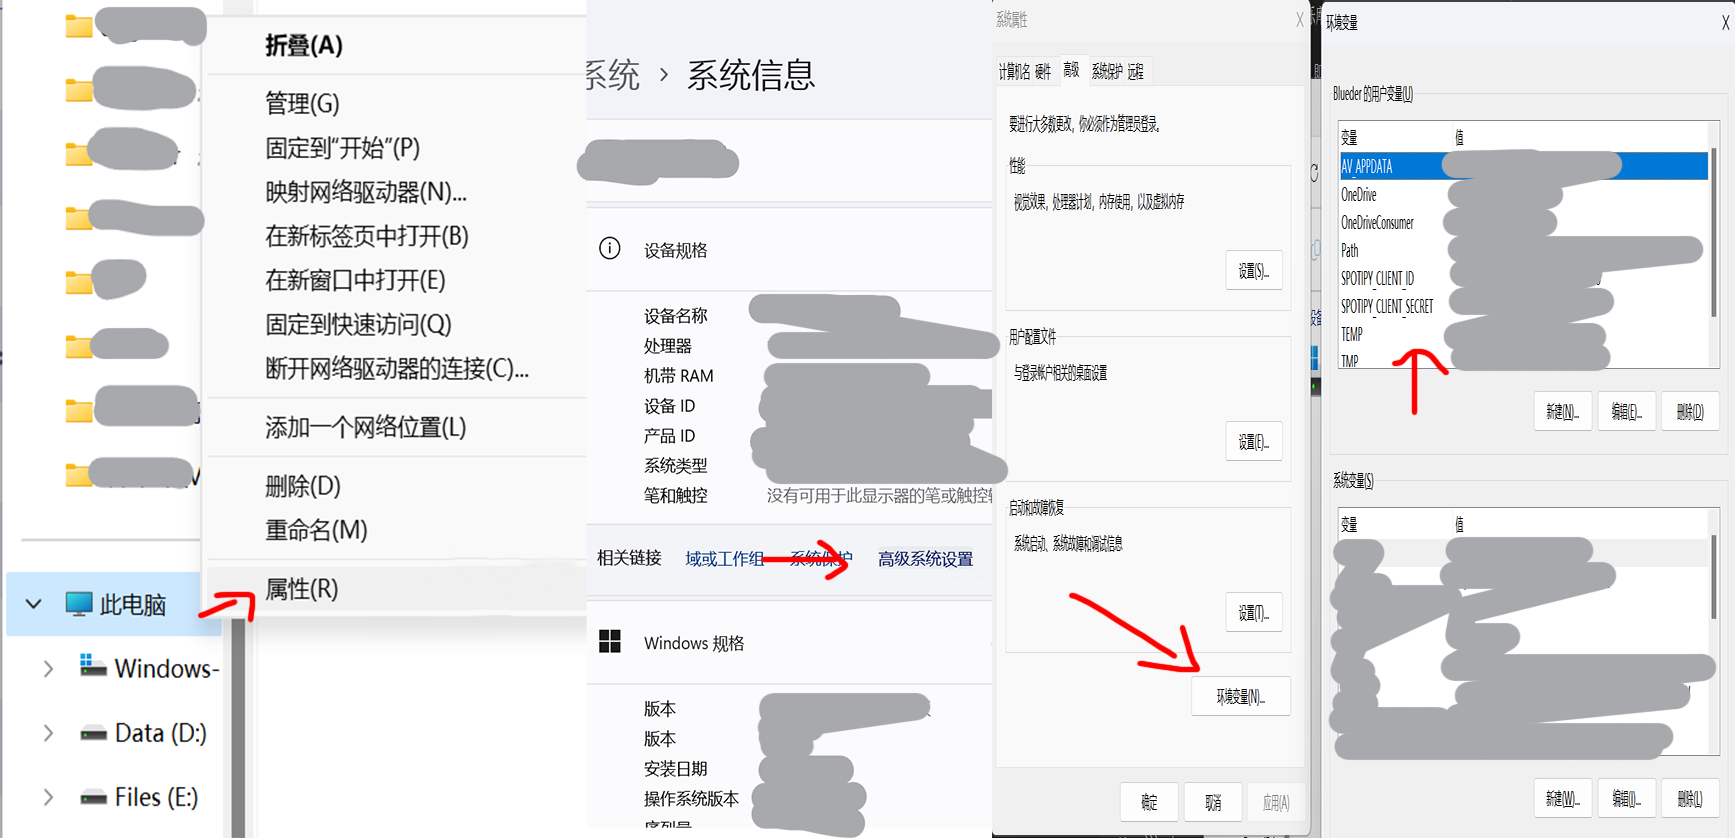 折叠(A)
管理(G)
固定到“开始”(P)
映射网络驱动器(N)...
在新标签页中打开(B)
在新窗口中打开(E)
固定到快速访问(Q)
断开网络驱动器的连接(C)...
添加一个网络位置(L)
删除(D)
重命名(M)
属性(R)
此电脑
Windows-
Data (D:)
Files (E:)
系统 › 系统信息
设备规格
设备名称
处理器
机带 RAM
设备 ID
产品 ID
系统类型
笔和触控 没有可用于此显示器的笔或触控
相关链接 域或工作组 系统保护 高级系统设置
Windows 规格
版本
版本
安装日期
操作系统版本
系统属性 X
计算机名 硬件 高级 系统保护 远程
要进行大多数更改，你必须作为管理员登录。
性能
视觉效果，处理器计划，内存使用，以及虚拟内存
设置(S)...
用户配置文件
与登录帐户相关的桌面设置
设置(E)...
启动和故障恢复
系统启动、系统故障和调试信息
设置(T)...
环境变量(N)...
确定 取消 应用(A)
环境变量 X
Blueder 的用户变量(U)
变量 值
AV_APPDATA
OneDrive
OneDriveConsumer
Path
SPOTIPY_CLIENT_ID
SPOTIPY_CLIENT_SECRET
TEMP
TMP
新建(N)... 编辑(E)... 删除(D)
系统变量(S)
变量 值
新建(W)... 编辑(I)... 删除(L)